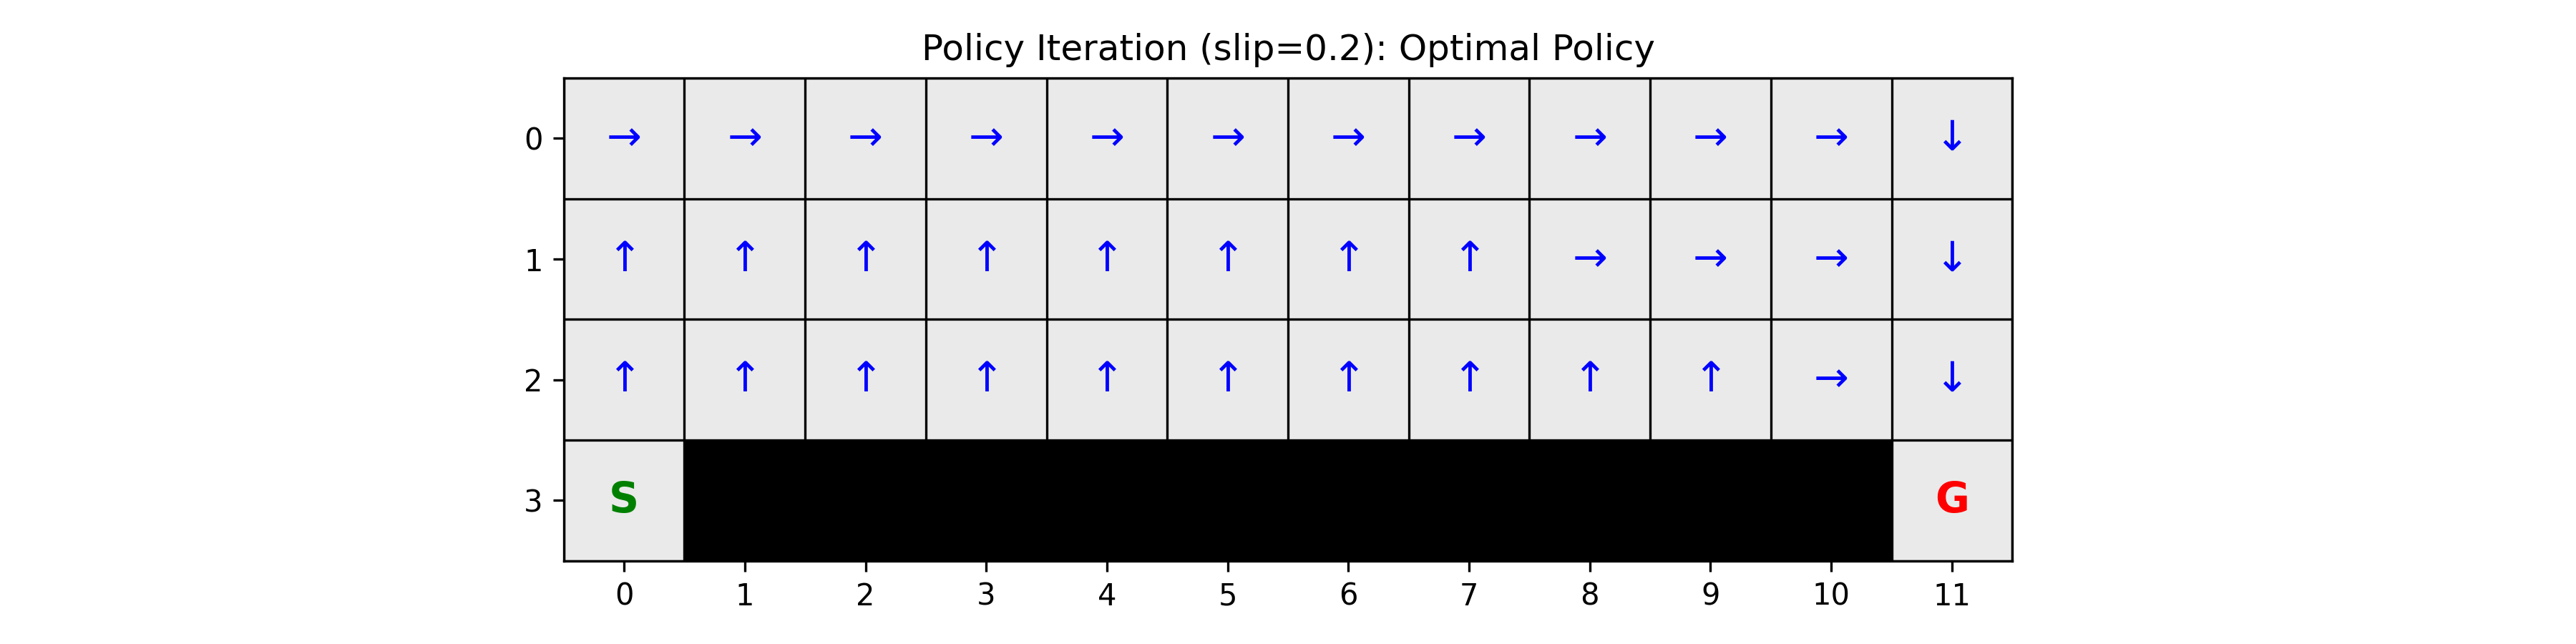 Policy Iteration (slip=0.2): Optimal Policy
0 → → → → → → → → → → → ↓
1 ↑ ↑ ↑ ↑ ↑ ↑ ↑ ↑ → → → ↓
2 ↑ ↑ ↑ ↑ ↑ ↑ ↑ ↑ ↑ ↑ → ↓
3 S G
0 1 2 3 4 5 6 7 8 9 10 11